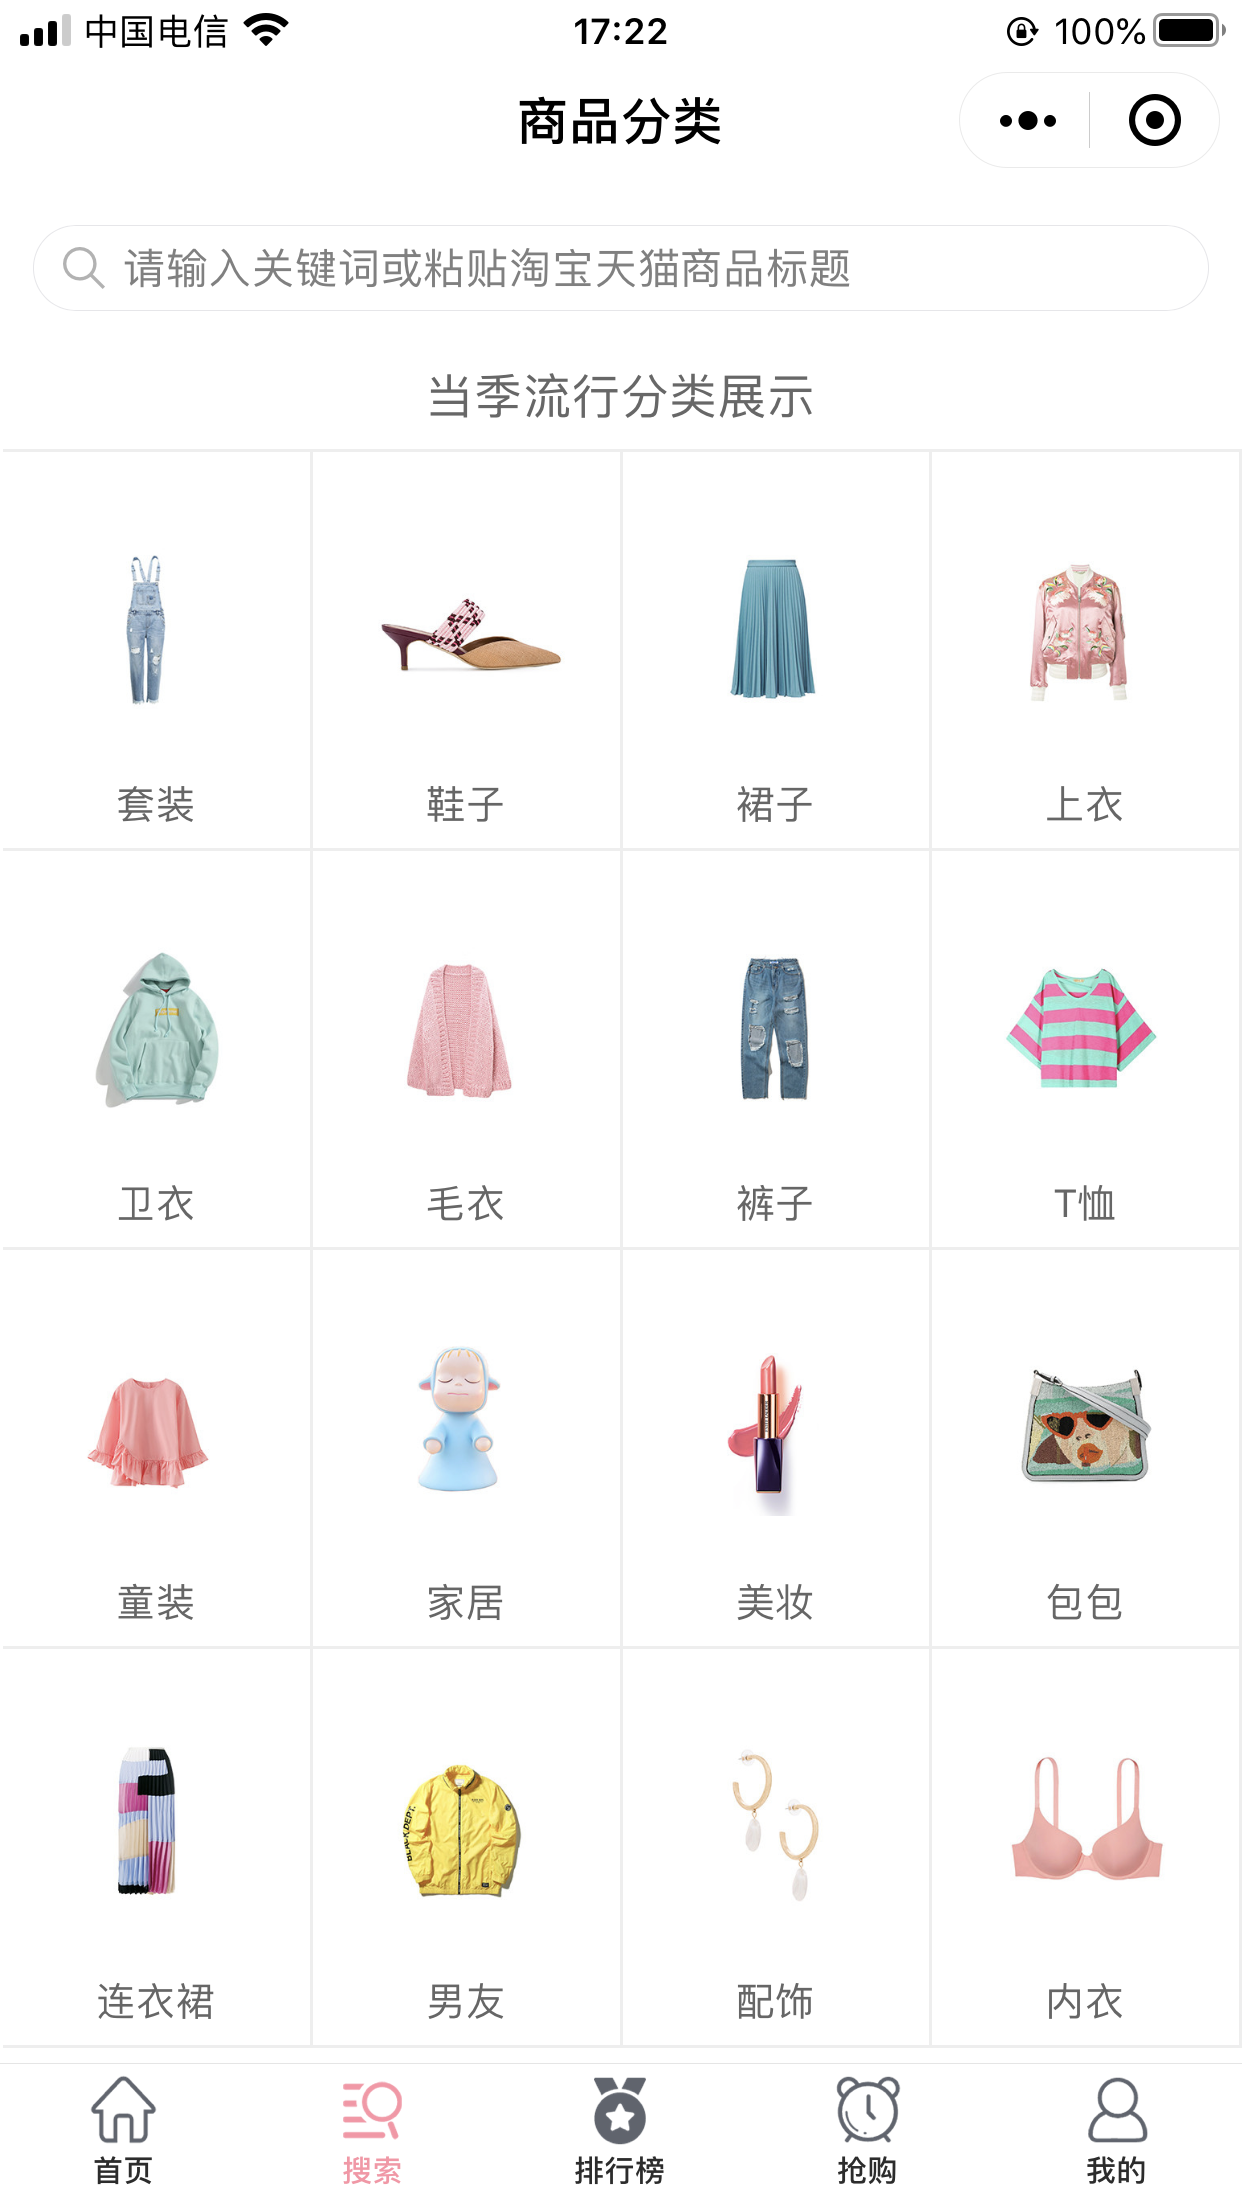 中国电信 17:22 100%
商品分类
请输入关键词或粘贴淘宝天猫商品标题
当季流行分类展示
套装 鞋子 裙子 上衣
卫衣 毛衣 裤子 T恤
童装 家居 美妆 包包
BLACK DEPT.
连衣裙 男友 配饰 内衣
首页 搜索 排行榜 抢购 我的